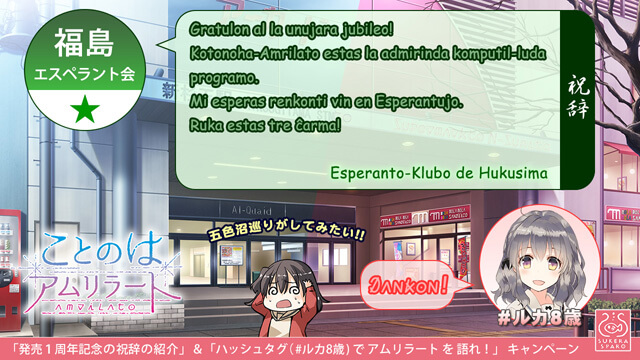 福島
エスペラント会
Gratulon al la unujara jubileo!
Kotonoha-Amrilato estas la admirinda komputil-luda
programo.
Mi esperas renkonti vin en Esperantujo.
Ruka estas tre ĉarma!
Esperanto-Klubo de Hukusima
祝辞
新
Al-Quaid
五色沼巡りがしてみたい!!
ことのは
アムリラート
AMRILATO
Dankon!
#ルカ8歳
「発売1周年記念の祝辞の紹介」&「ハッシュタグ(#ルカ8歳)で アムリラート を 語れ!」 キャンペーン
SUKERA
SPARO